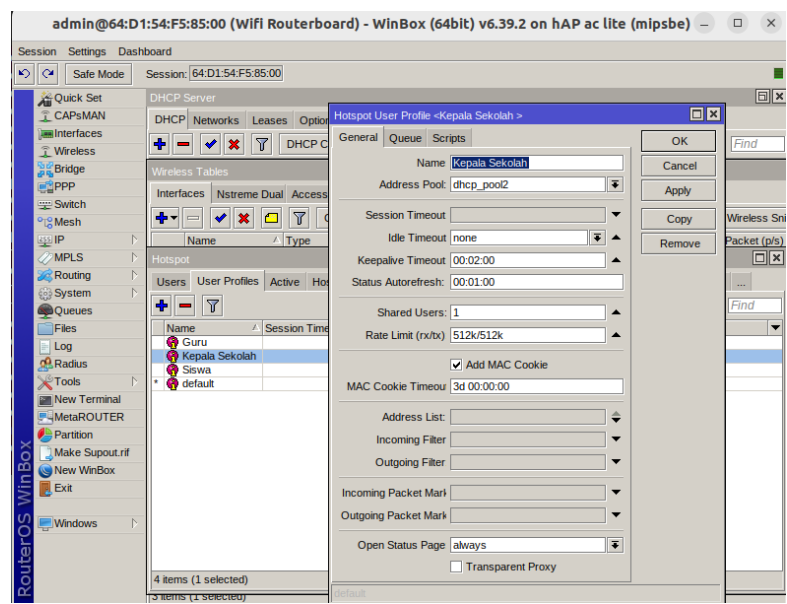 admin@64:D1:54:F5:85:00 (Wifi Routerboard) - WinBox (64bit) v6.39.2 on hAP ac lite (mipsbe)
Session Settings Dashboard
Safe Mode Session: 64:D1:54:F5:85:00
Quick Set
CAPsMAN
Interfaces
Wireless
Bridge
PPP
Switch
Mesh
IP
MPLS
Routing
System
Queues
Files
Log
Radius
Tools
New Terminal
MetaROUTER
Partition
Make Supout.rif
New WinBox
Exit
Windows
RouterOS WinBox
DHCP Server
DHCP Networks Leases Option
DHCP C
Find
Wireless Tables
Interfaces Nstreme Dual Access
Wireless Sni
Name Type
Packet (p/s)
Hotspot
Users User Profiles Active Hos
...
Find
Name Session Time
Guru
Kepala Sekolah
Siswa
* default
4 items (1 selected)
3 items (1 selected)
Hotspot User Profile <Kepala Sekolah >
General Queue Scripts
Name Kepala Sekolah
Address Pool: dhcp_pool2
Session Timeout
Idle Timeout none
Keepalive Timeout 00:02:00
Status Autorefresh: 00:01:00
Shared Users: 1
Rate Limit (rx/tx) 512k/512k
Add MAC Cookie
MAC Cookie Timeou 3d 00:00:00
Address List:
Incoming Filter
Outgoing Filter
Incoming Packet Mark
Outgoing Packet Mark
Open Status Page always
Transparent Proxy
default
OK
Cancel
Apply
Copy
Remove